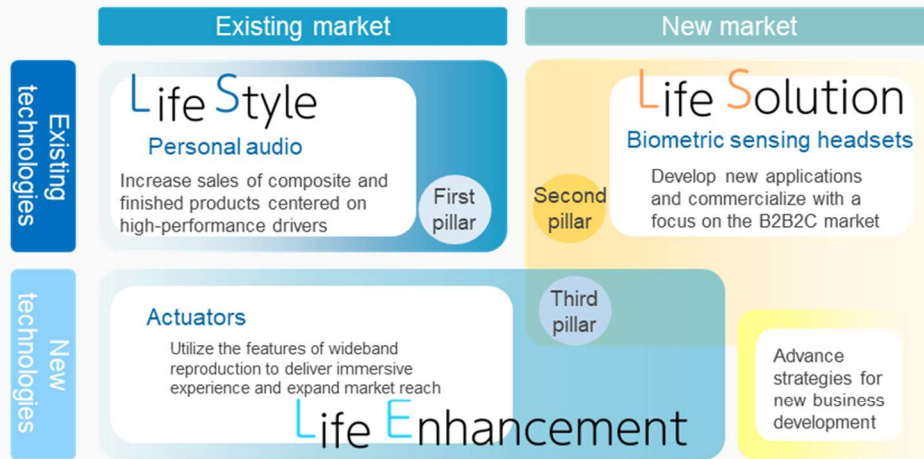 Existing market
New market
Existing
technologies
Life Style
Personal audio
Increase sales of composite and
finished products centered on
high-performance drivers
First
pillar
Second
pillar
Life Solution
Biometric sensing headsets
Develop new applications
and commercialize with a
focus on the B2B2C market
New
technologies
Actuators
Utilize the features of wideband
reproduction to deliver immersive
experience and expand market reach
Life Enhancement
Third
pillar
Advance
strategies for
new business
development